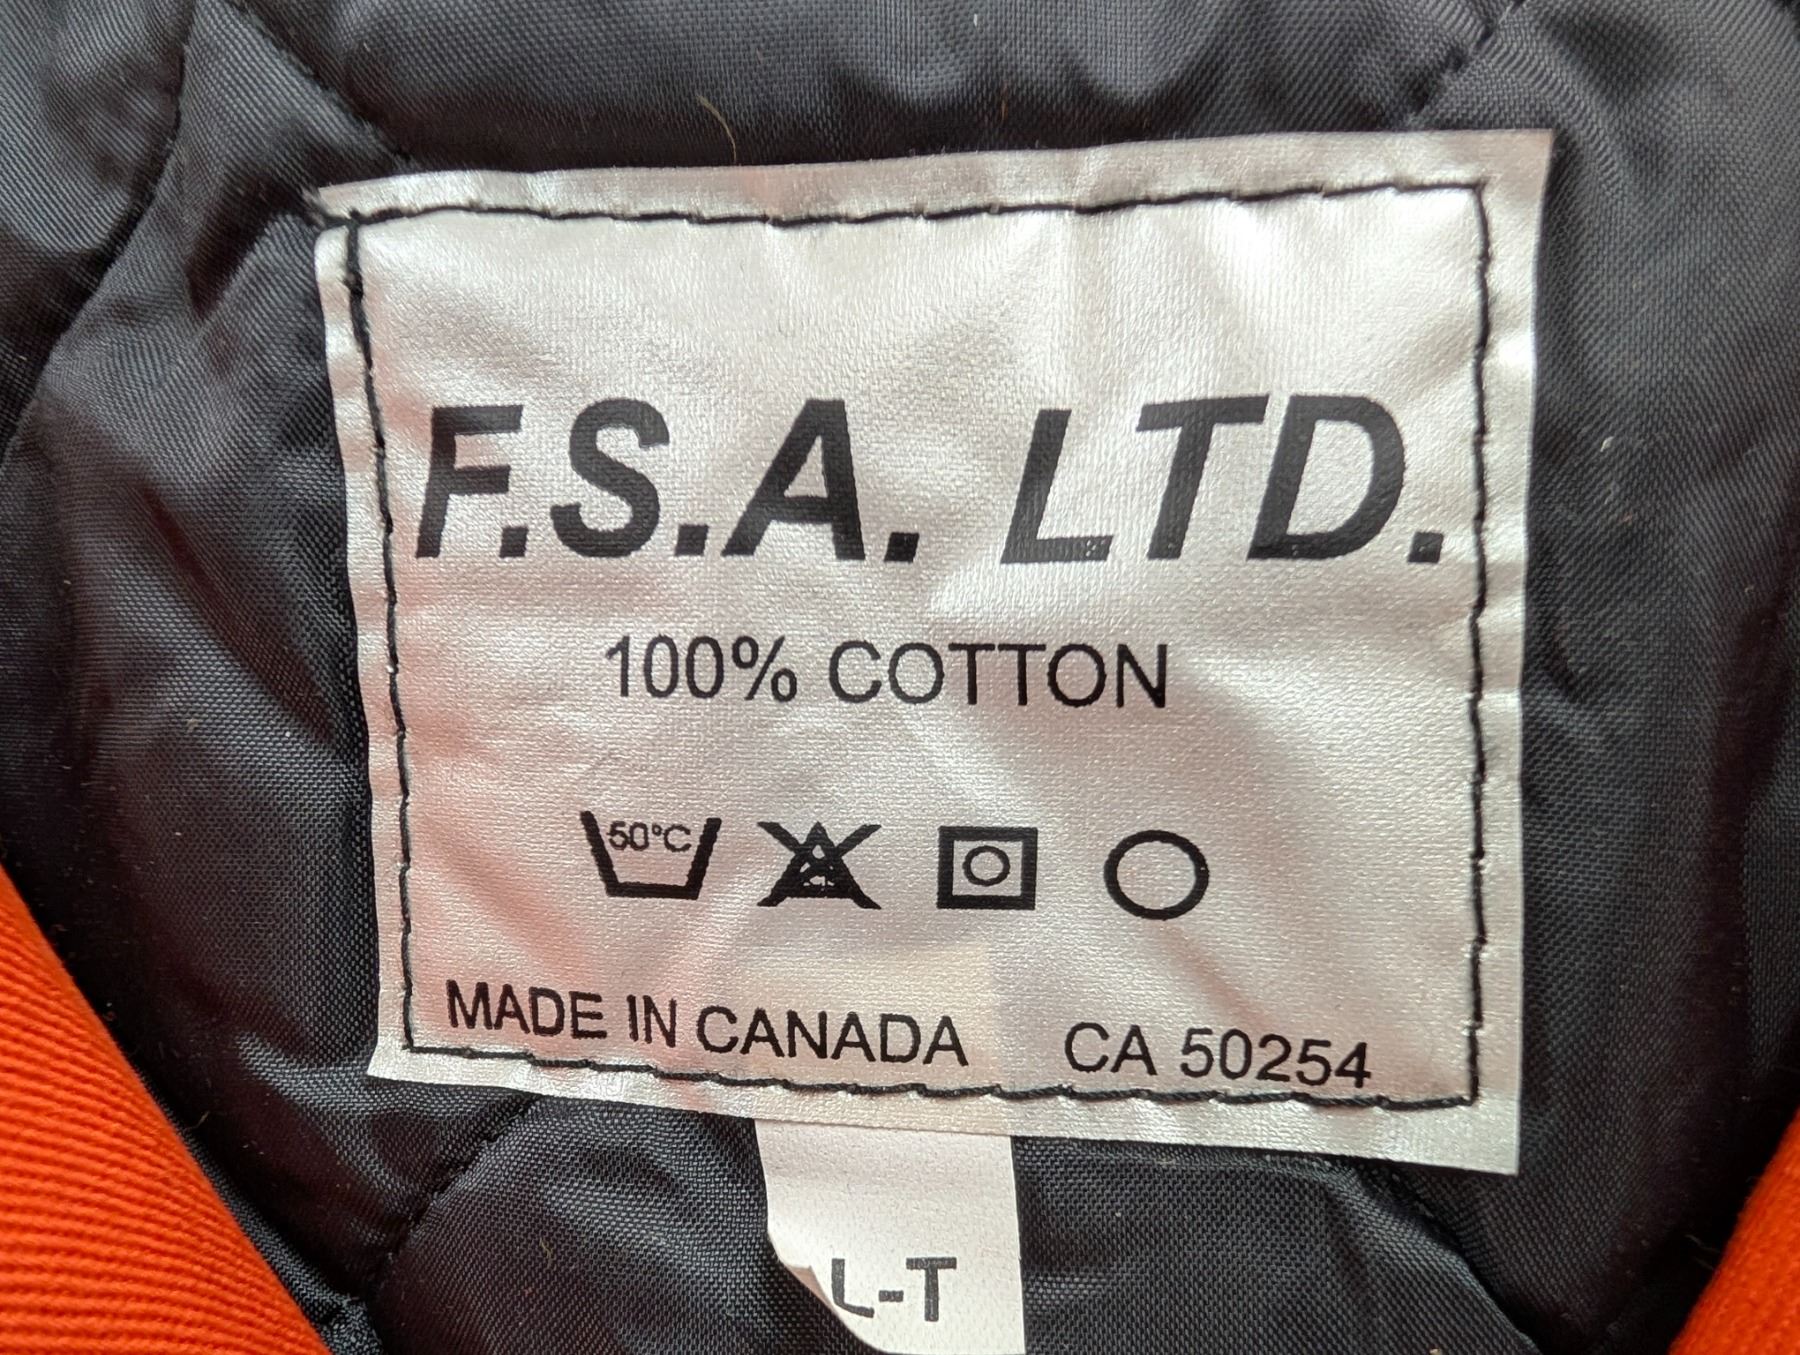 F.S.A. LTD.
100% COTTON
50°C
MADE IN CANADA CA 50254
L-T